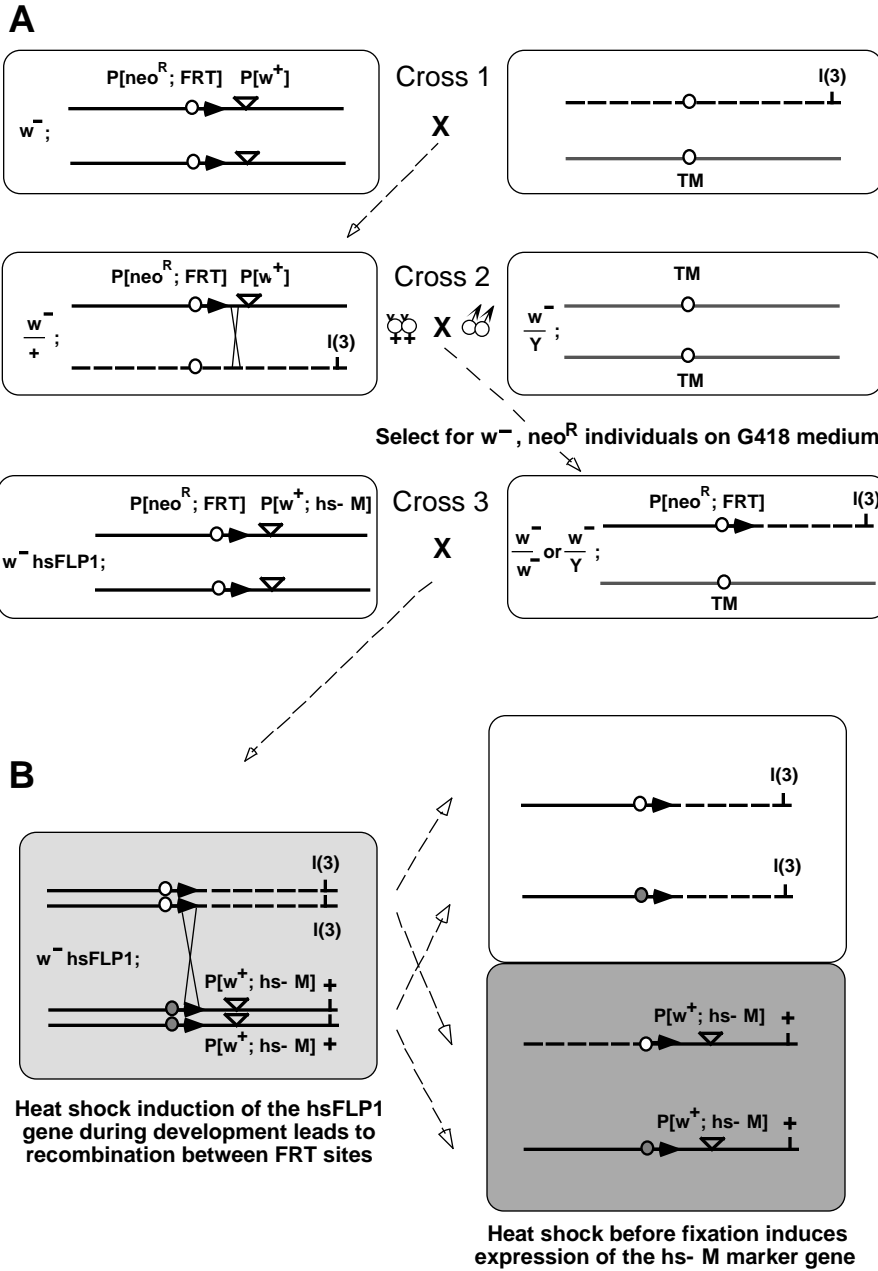 A
P[neoR; FRT] P[w+]
Cross 1
l(3)
w–;
X
TM
P[neoR; FRT] P[w+]
Cross 2
TM
w–
+
;
l(3)
X
w–
Y
;
TM
Select for w–, neoR individuals on G418 medium
P[neoR; FRT] P[w+; hs- M]
Cross 3
P[neoR; FRT]
l(3)
w– hsFLP1;
X
w–
w–
or
w–
Y
;
TM
B
l(3)
l(3)
l(3)
l(3)
w– hsFLP1;
P[w+; hs- M] +
P[w+; hs- M] +
P[w+; hs- M] +
P[w+; hs- M] +
Heat shock induction of the hsFLP1
gene during development leads to
recombination between FRT sites
Heat shock before fixation induces
expression of the hs- M marker gene